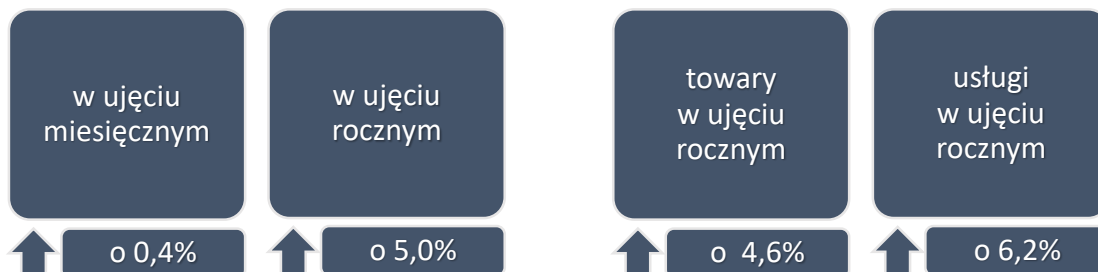 w ujęciu
miesięcznym
o 0,4%
w ujęciu
rocznym
o 5,0%
towary
w ujęciu
rocznym
o 4,6%
usługi
w ujęciu
rocznym
o 6,2%